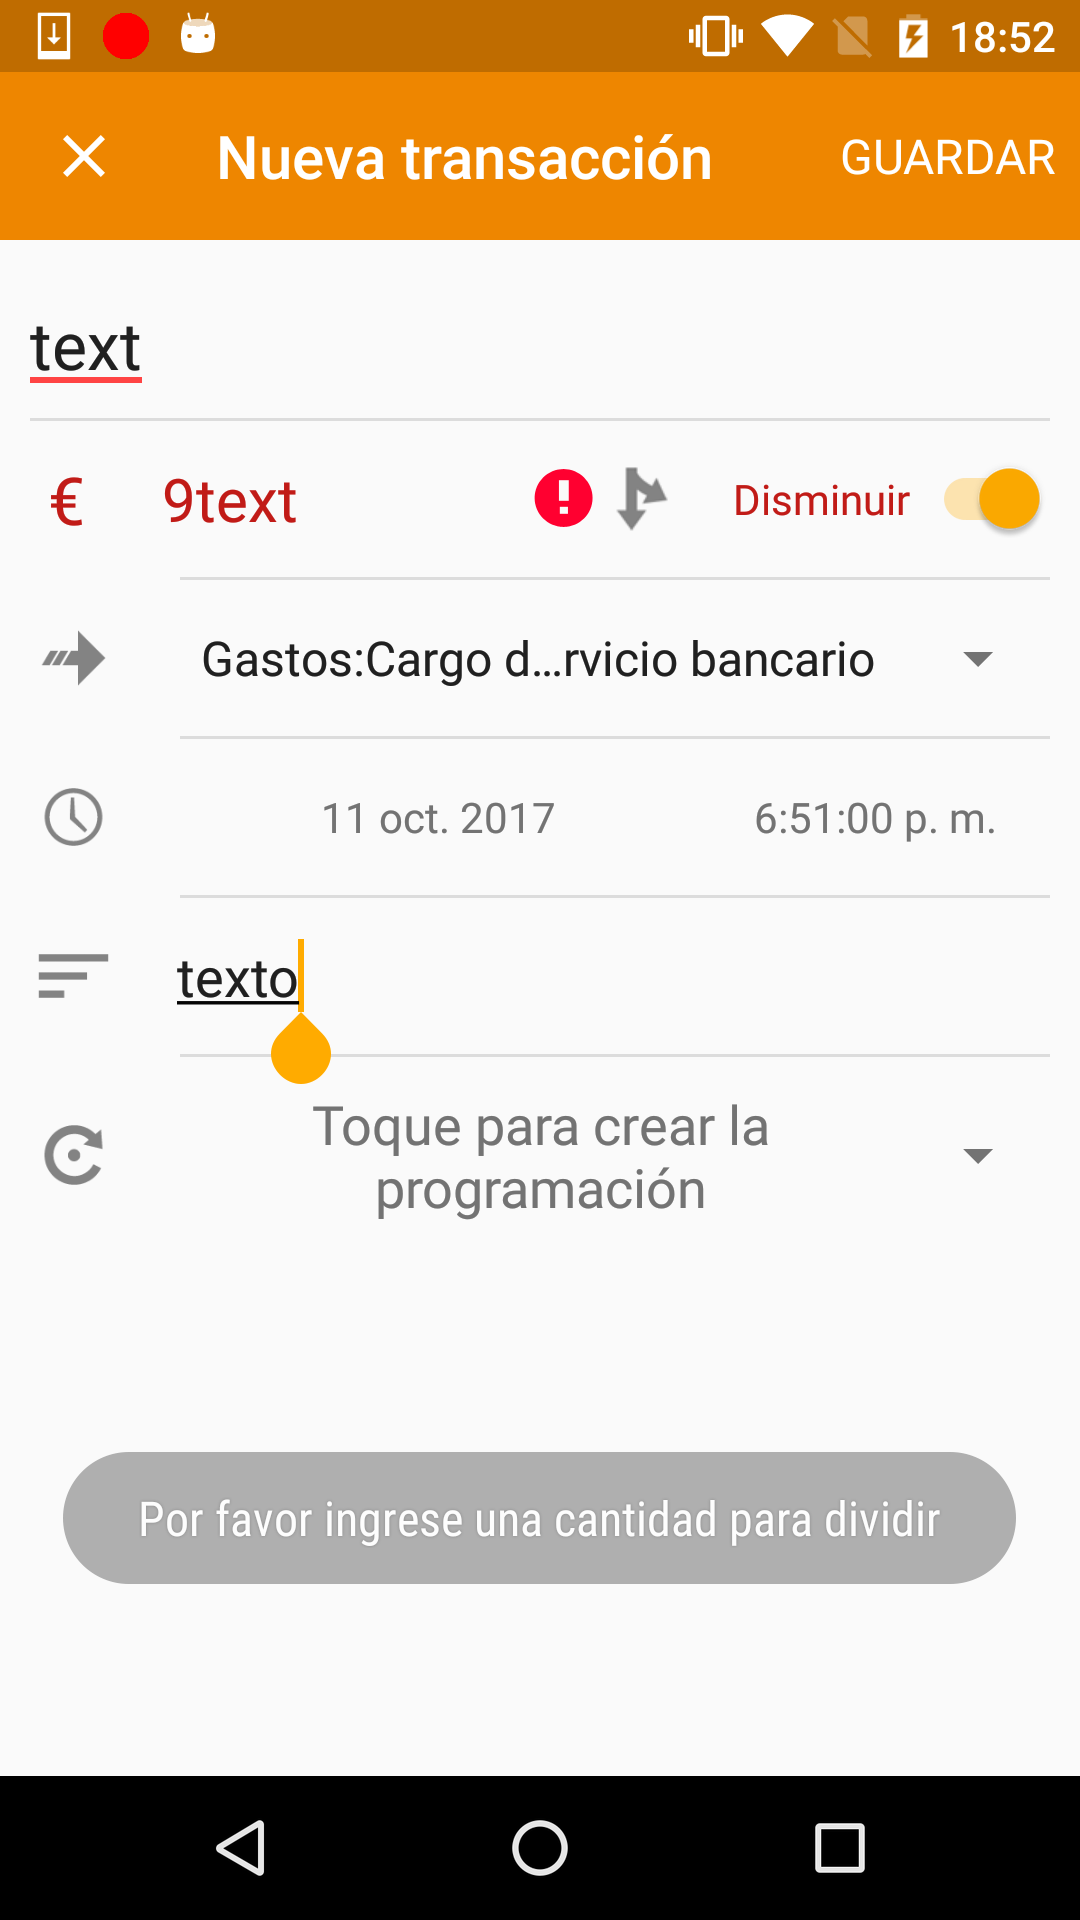 18:52
Nueva transacción
GUARDAR
text
€ 9text Disminuir
Gastos:Cargo d…rvicio bancario
11 oct. 2017 6:51:00 p. m.
texto
Toque para crear la
programación
Por favor ingrese una cantidad para dividir